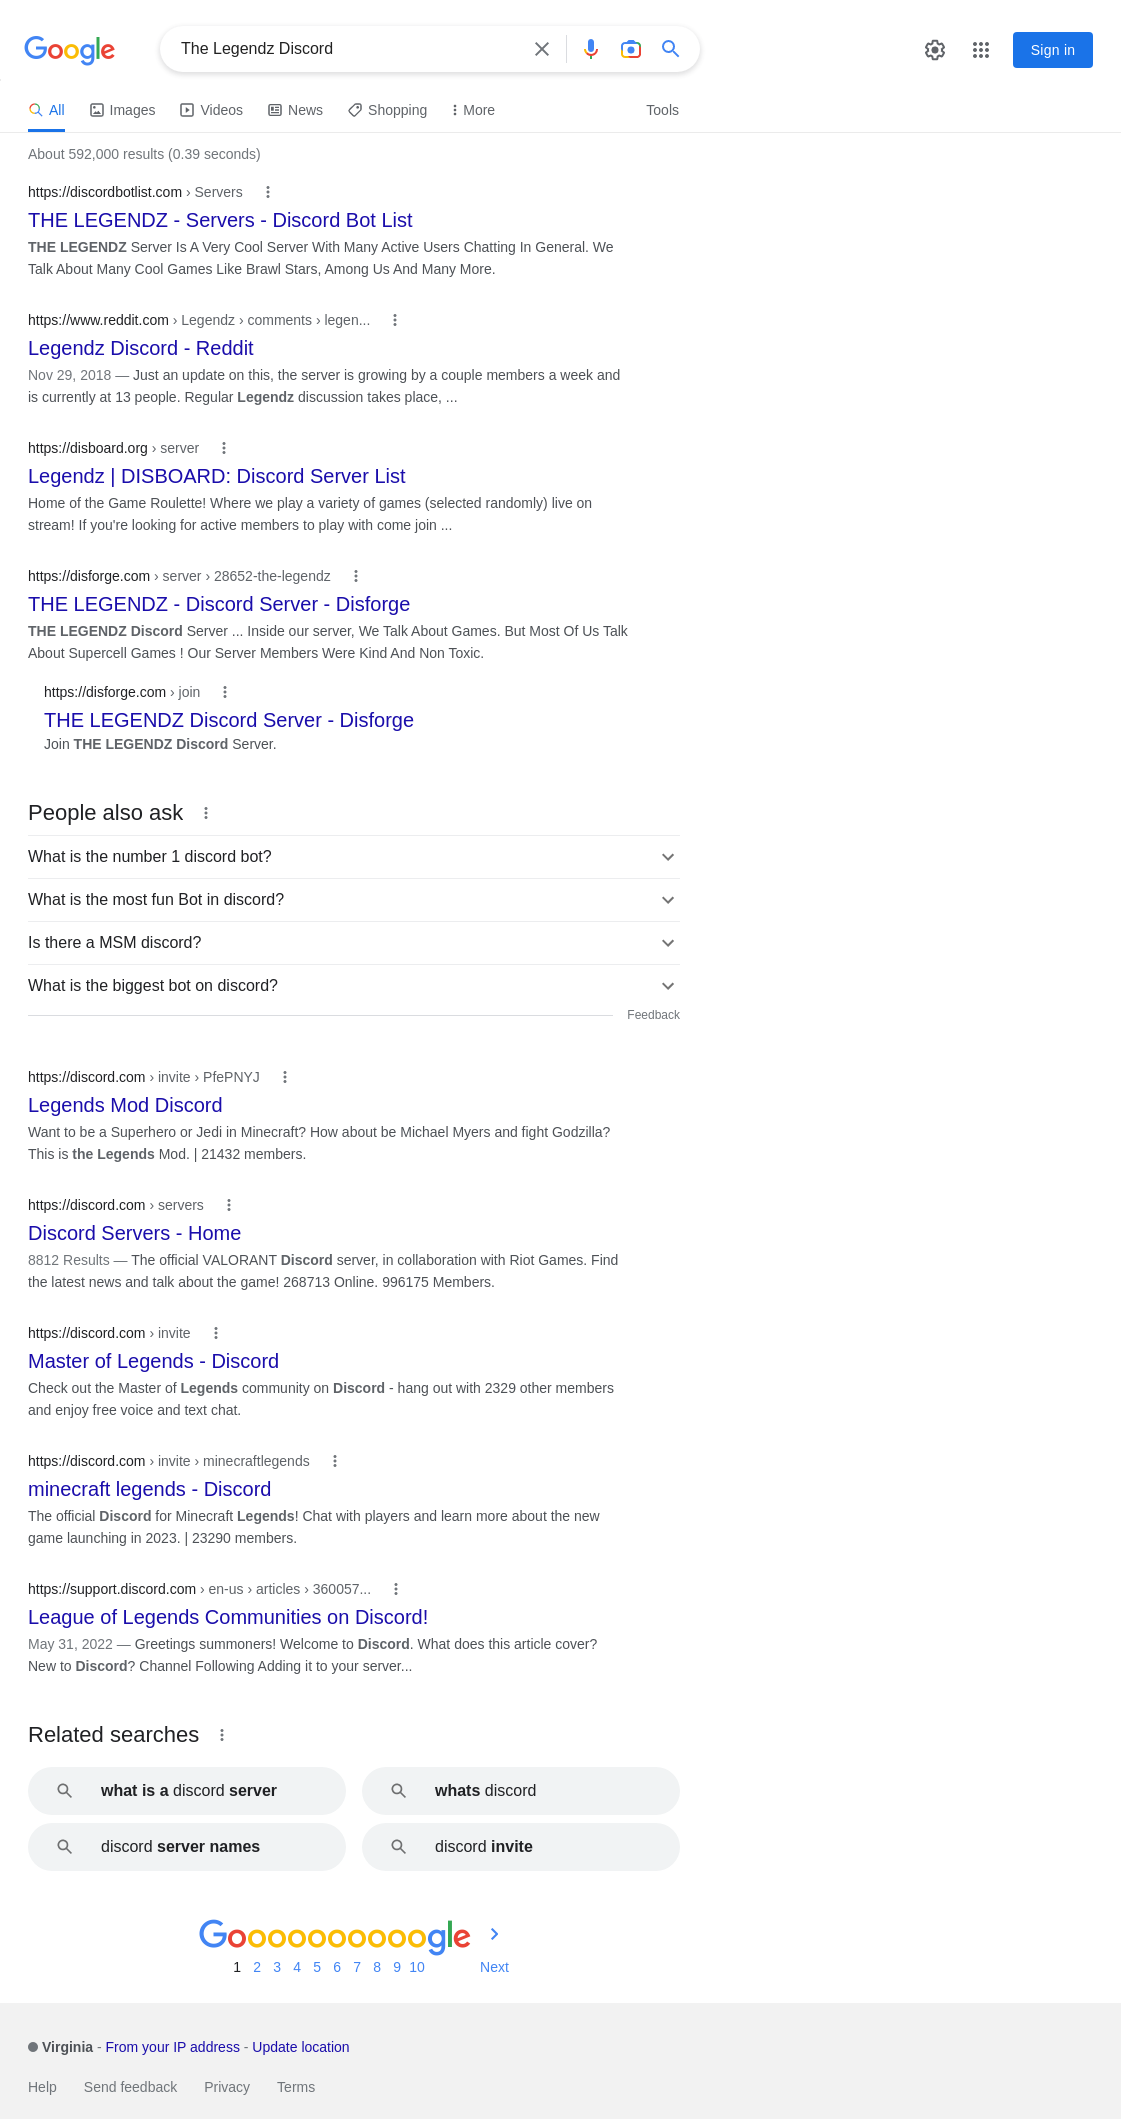 Google
The Legendz Discord
Sign in
All
Images
Videos
News
Shopping
More
Tools
About 592,000 results (0.39 seconds)
https://discordbotlist.com › Servers
THE LEGENDZ - Servers - Discord Bot List
THE LEGENDZ Server Is A Very Cool Server With Many Active Users Chatting In General. We
Talk About Many Cool Games Like Brawl Stars, Among Us And Many More.
https://www.reddit.com › Legendz › comments › legen...
Legendz Discord - Reddit
Nov 29, 2018 — Just an update on this, the server is growing by a couple members a week and
is currently at 13 people. Regular Legendz discussion takes place, ...
https://disboard.org › server
Legendz | DISBOARD: Discord Server List
Home of the Game Roulette! Where we play a variety of games (selected randomly) live on
stream! If you're looking for active members to play with come join ...
https://disforge.com › server › 28652-the-legendz
THE LEGENDZ - Discord Server - Disforge
THE LEGENDZ Discord Server ... Inside our server, We Talk About Games. But Most Of Us Talk
About Supercell Games ! Our Server Members Were Kind And Non Toxic.
https://disforge.com › join
THE LEGENDZ Discord Server - Disforge
Join THE LEGENDZ Discord Server.
People also ask
What is the number 1 discord bot?
What is the most fun Bot in discord?
Is there a MSM discord?
What is the biggest bot on discord?
Feedback
https://discord.com › invite › PfePNYJ
Legends Mod Discord
Want to be a Superhero or Jedi in Minecraft? How about be Michael Myers and fight Godzilla?
This is the Legends Mod. | 21432 members.
https://discord.com › servers
Discord Servers - Home
8812 Results — The official VALORANT Discord server, in collaboration with Riot Games. Find
the latest news and talk about the game! 268713 Online. 996175 Members.
https://discord.com › invite
Master of Legends - Discord
Check out the Master of Legends community on Discord - hang out with 2329 other members
and enjoy free voice and text chat.
https://discord.com › invite › minecraftlegends
minecraft legends - Discord
The official Discord for Minecraft Legends! Chat with players and learn more about the new
game launching in 2023. | 23290 members.
https://support.discord.com › en-us › articles › 360057...
League of Legends Communities on Discord!
May 31, 2022 — Greetings summoners! Welcome to Discord. What does this article cover?
New to Discord? Channel Following Adding it to your server...
Related searches
what is a discord server
whats discord
discord server names
discord invite
Goooooooooogle
1 2 3 4 5 6 7 8 9 10 Next
Virginia - From your IP address - Update location
Help Send feedback Privacy Terms